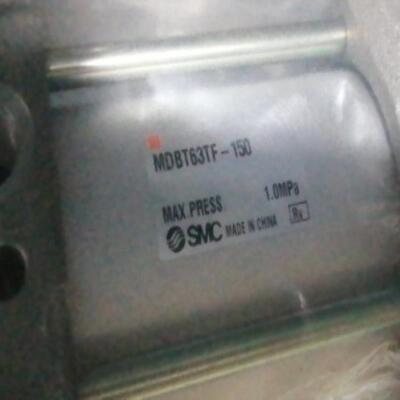 MDBT63TF-150
MAX PRESS 1.0MPa
SMC MADE IN CHINA